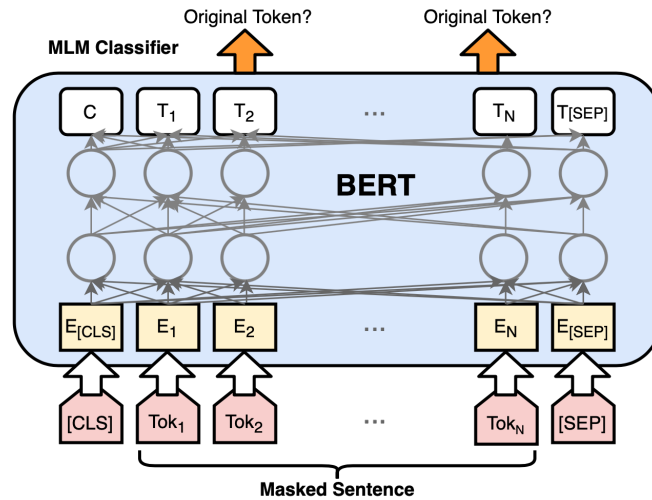 Original Token? Original Token?
MLM Classifier
C T1 T2 ... TN T[SEP]
BERT
E[CLS] E1 E2 ... EN E[SEP]
[CLS] Tok1 Tok2 ... TokN [SEP]
Masked Sentence